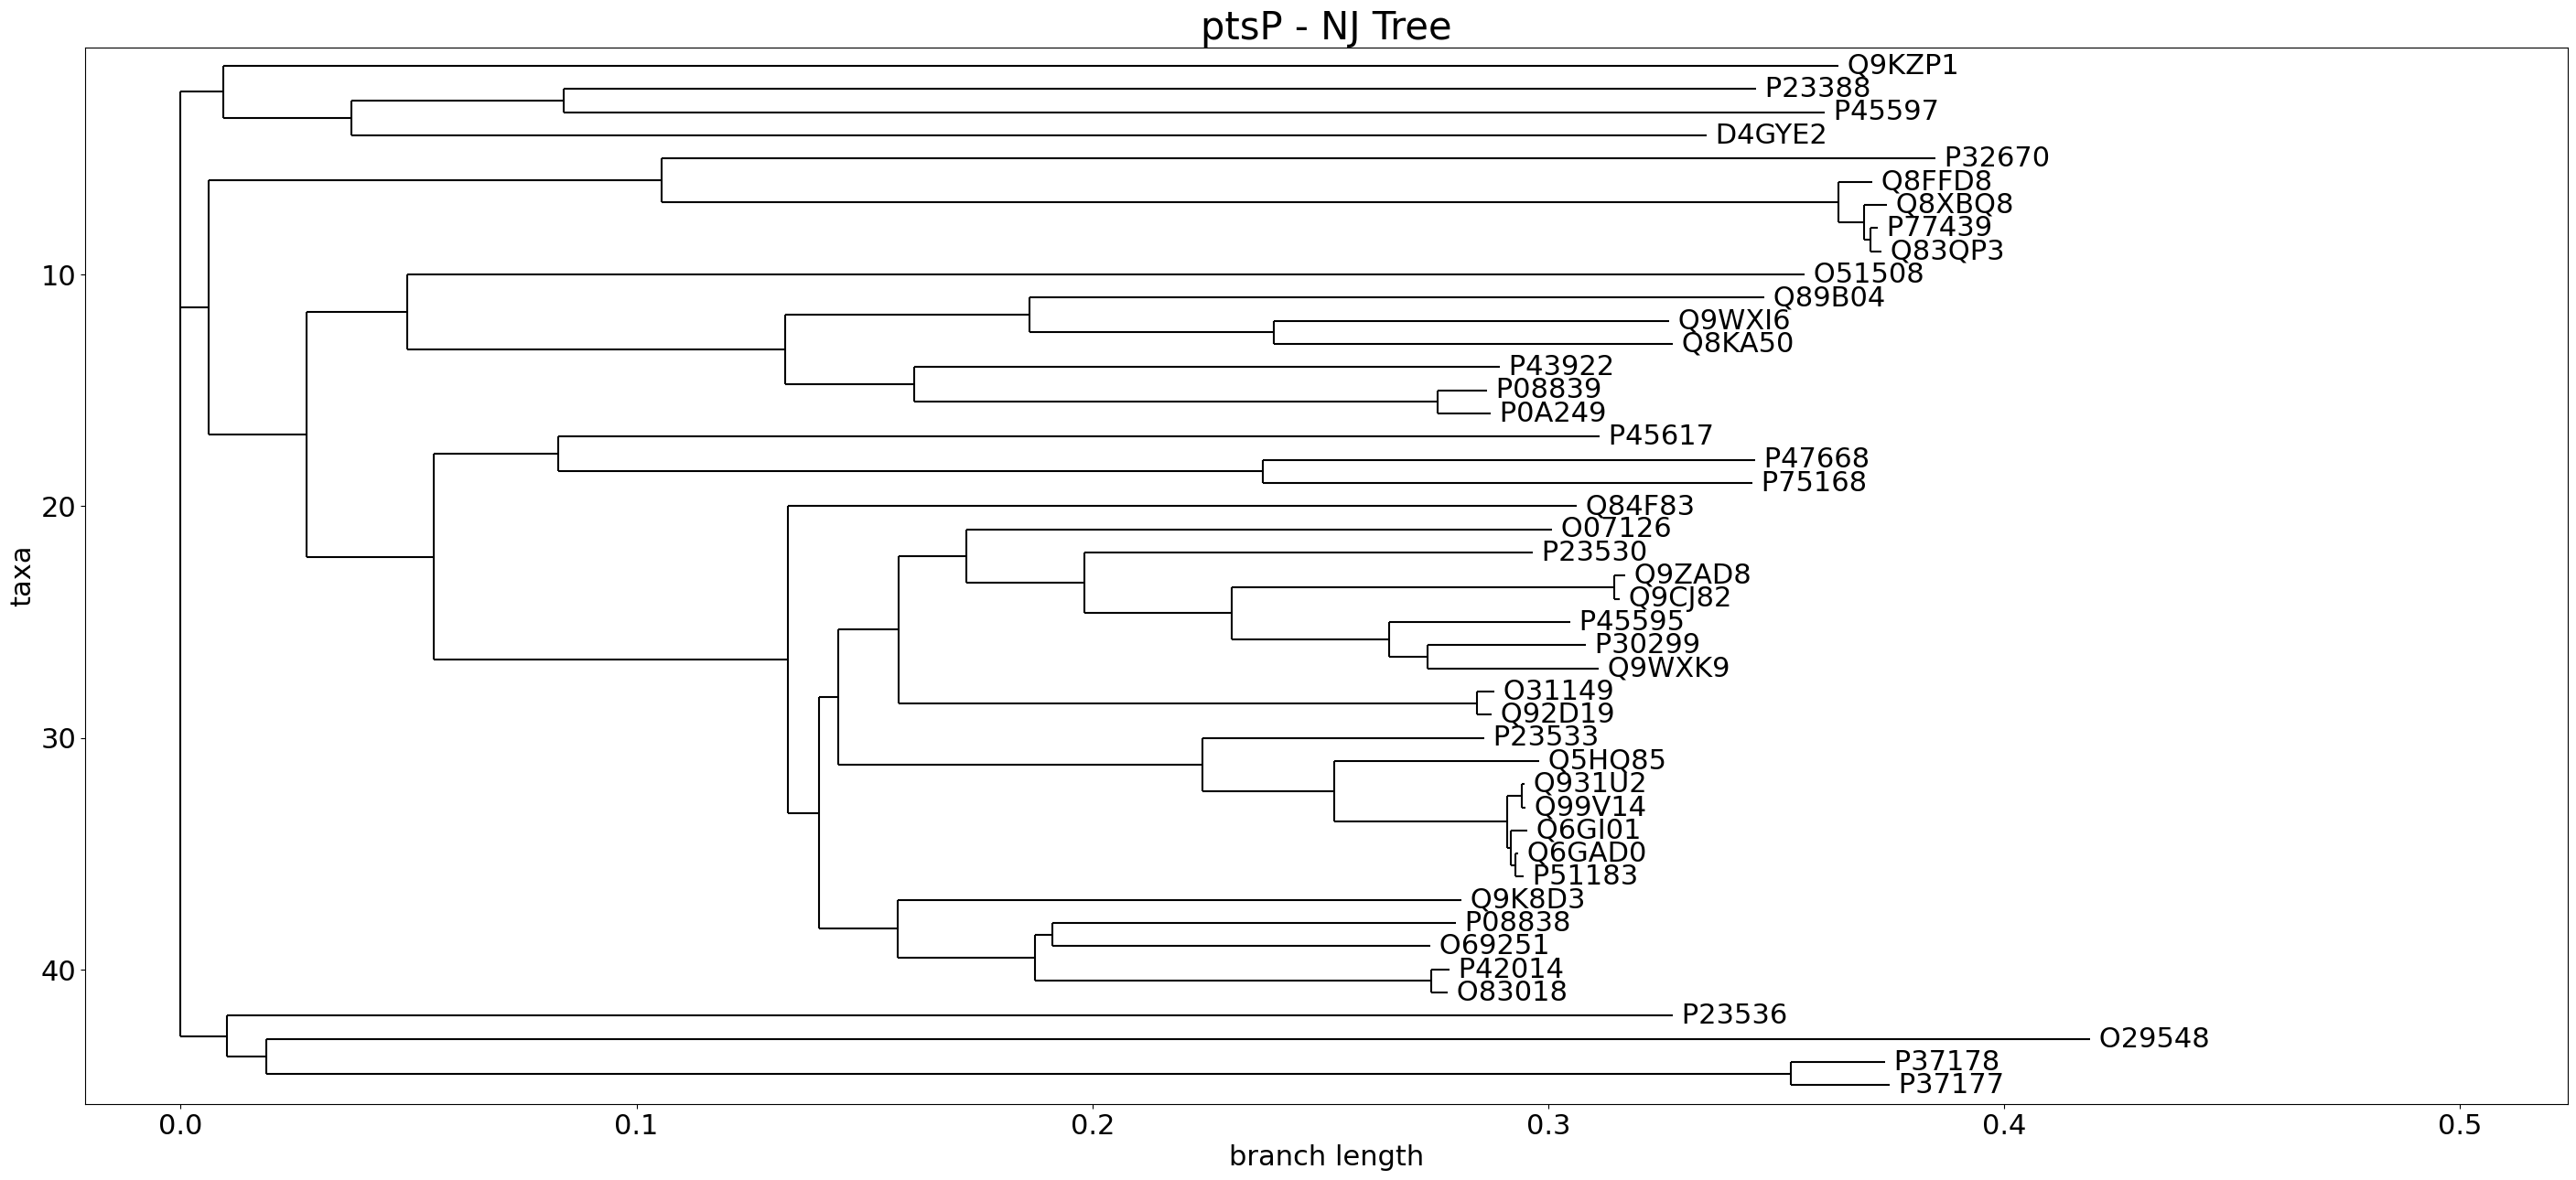 ptsP - NJ Tree
Q9KZP1
P23388
P45597
D4GYE2
P32670
Q8FFD8
Q8XBQ8
P77439
Q83QP3
10
O51508
Q89B04
Q9WXI6
Q8KA50
P43922
P08839
P0A249
P45617
P47668
P75168
20
Q84F83
O07126
P23530
Q9ZAD8
Q9CJ82
P45595
P30299
Q9WXK9
O31149
Q92D19
30
P23533
Q5HQ85
Q931U2
Q99V14
Q6GI01
Q6GAD0
P51183
Q9K8D3
P08838
O69251
40
P42014
O83018
P23536
O29548
P37178
P37177
taxa
0.0 0.1 0.2 0.3 0.4 0.5
branch length